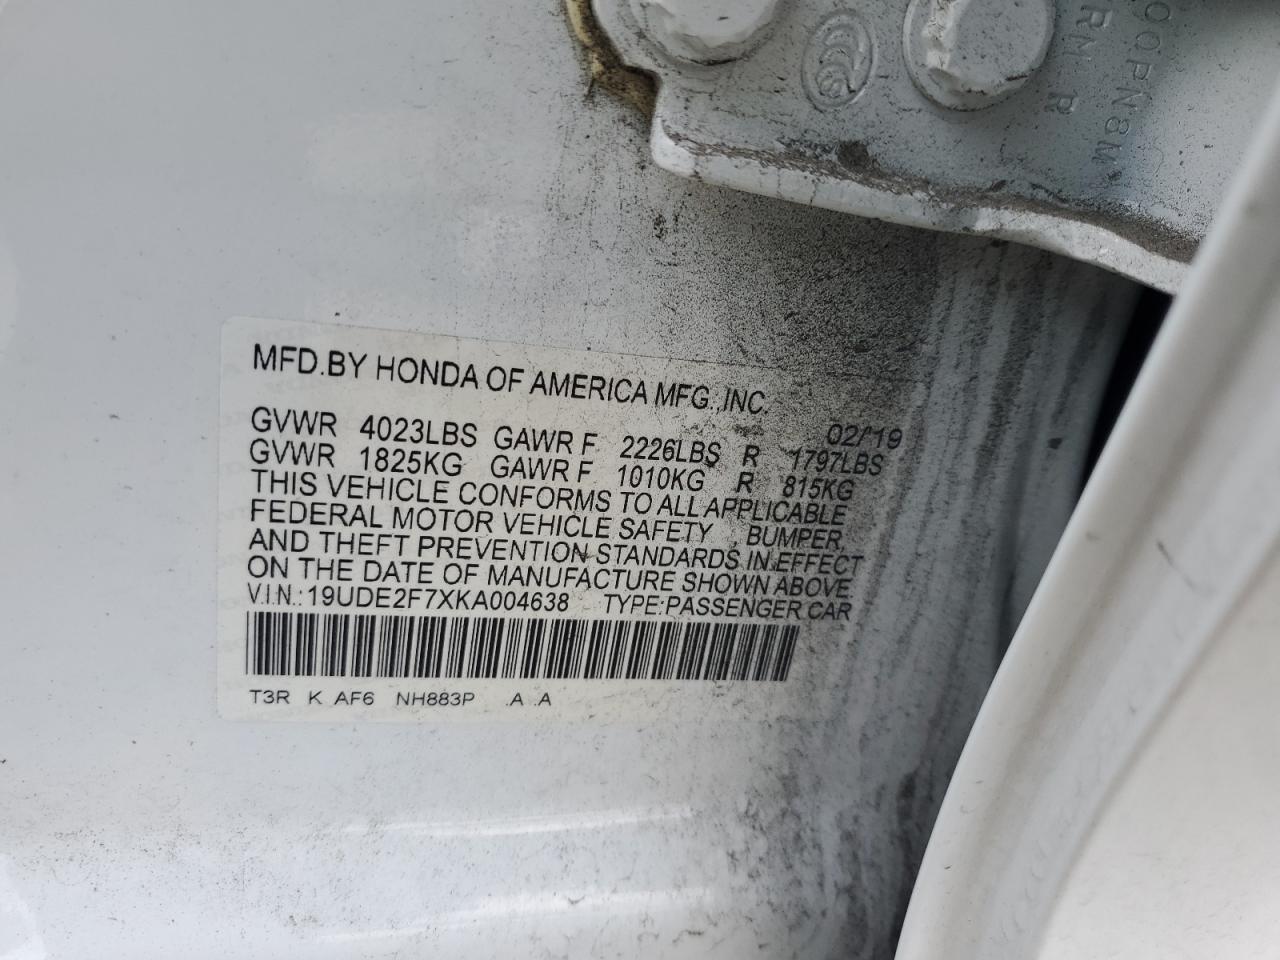 00PN8M
RM R
MFD.BY HONDA OF AMERICA MFG.,INC.
02/'19
GVWR 4023LBS GAWR F 2226LBS R 1797LBS
GVWR 1825KG GAWR F 1010KG R 815KG
THIS VEHICLE CONFORMS TO ALL APPLICABLE
FEDERAL MOTOR VEHICLE SAFETY , BUMPER,
AND THEFT PREVENTION STANDARDS IN EFFECT
ON THE DATE OF MANUFACTURE SHOWN ABOVE
V.I.N.:19UDE2F7XKA004638 TYPE:PASSENGER CAR
T3R K AF6 NH883P .A .A